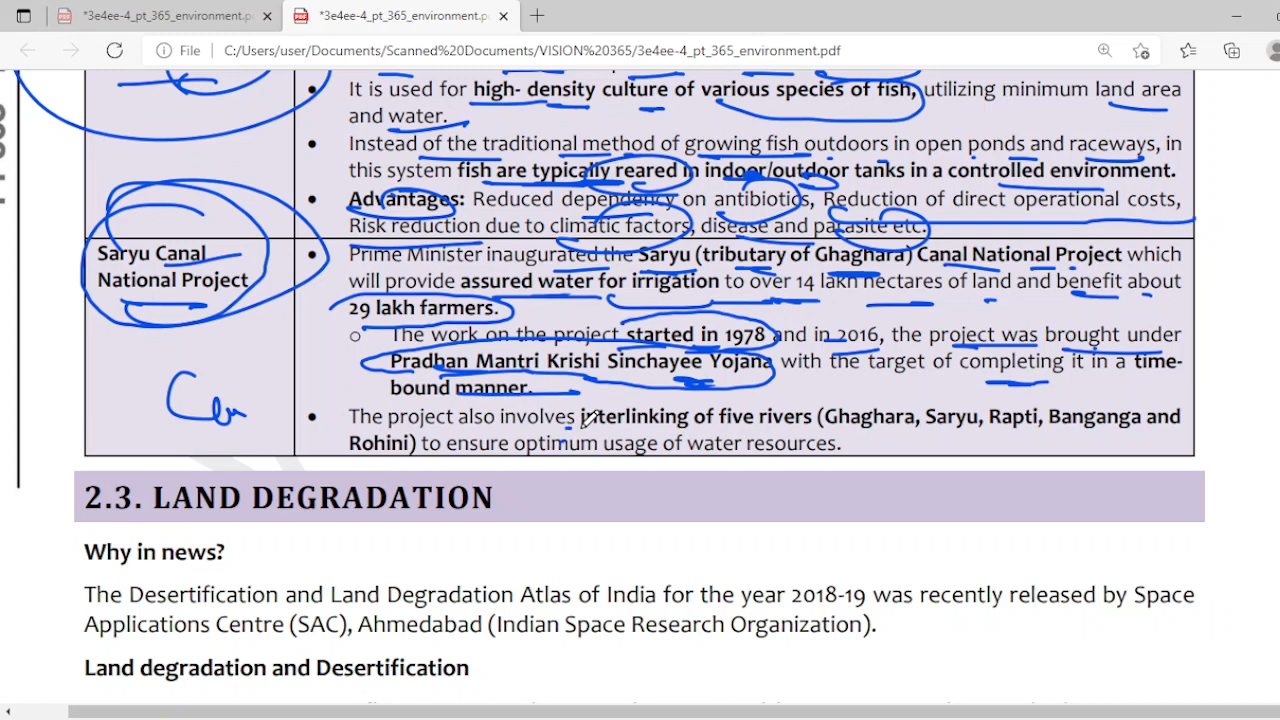 *3e4ee-4_pt_365_environment.p
*3e4ee-4_pt_365_environment.p
File
C:/Users/user/Documents/Scanned%20Documents/VISION%20365/3e4ee-4_pt_365_environment.pdf
• It is used for high- density culture of various species of fish, utilizing minimum land area
and water.
• Instead of the traditional method of growing fish outdoors in open ponds and raceways, in
this system fish are typically reared in indoor/outdoor tanks in a controlled environment.
• Advantages: Reduced dependency on antibiotics, Reduction of direct operational costs,
Risk reduction due to climatic factors, disease and parasite etc.
Saryu Canal
National Project
• Prime Minister inaugurated the Saryu (tributary of Ghaghara) Canal National Project which
will provide assured water for irrigation to over 14 lakh hectares of land and benefit about
29 lakh farmers.
o The work on the project started in 1978 and in 2016, the project was brought under
Pradhan Mantri Krishi Sinchayee Yojana with the target of completing it in a time-
bound manner.
• The project also involves interlinking of five rivers (Ghaghara, Saryu, Rapti, Banganga and
Rohini) to ensure optimum usage of water resources.
2.3. LAND DEGRADATION
Why in news?
The Desertification and Land Degradation Atlas of India for the year 2018-19 was recently released by Space
Applications Centre (SAC), Ahmedabad (Indian Space Research Organization).
Land degradation and Desertification